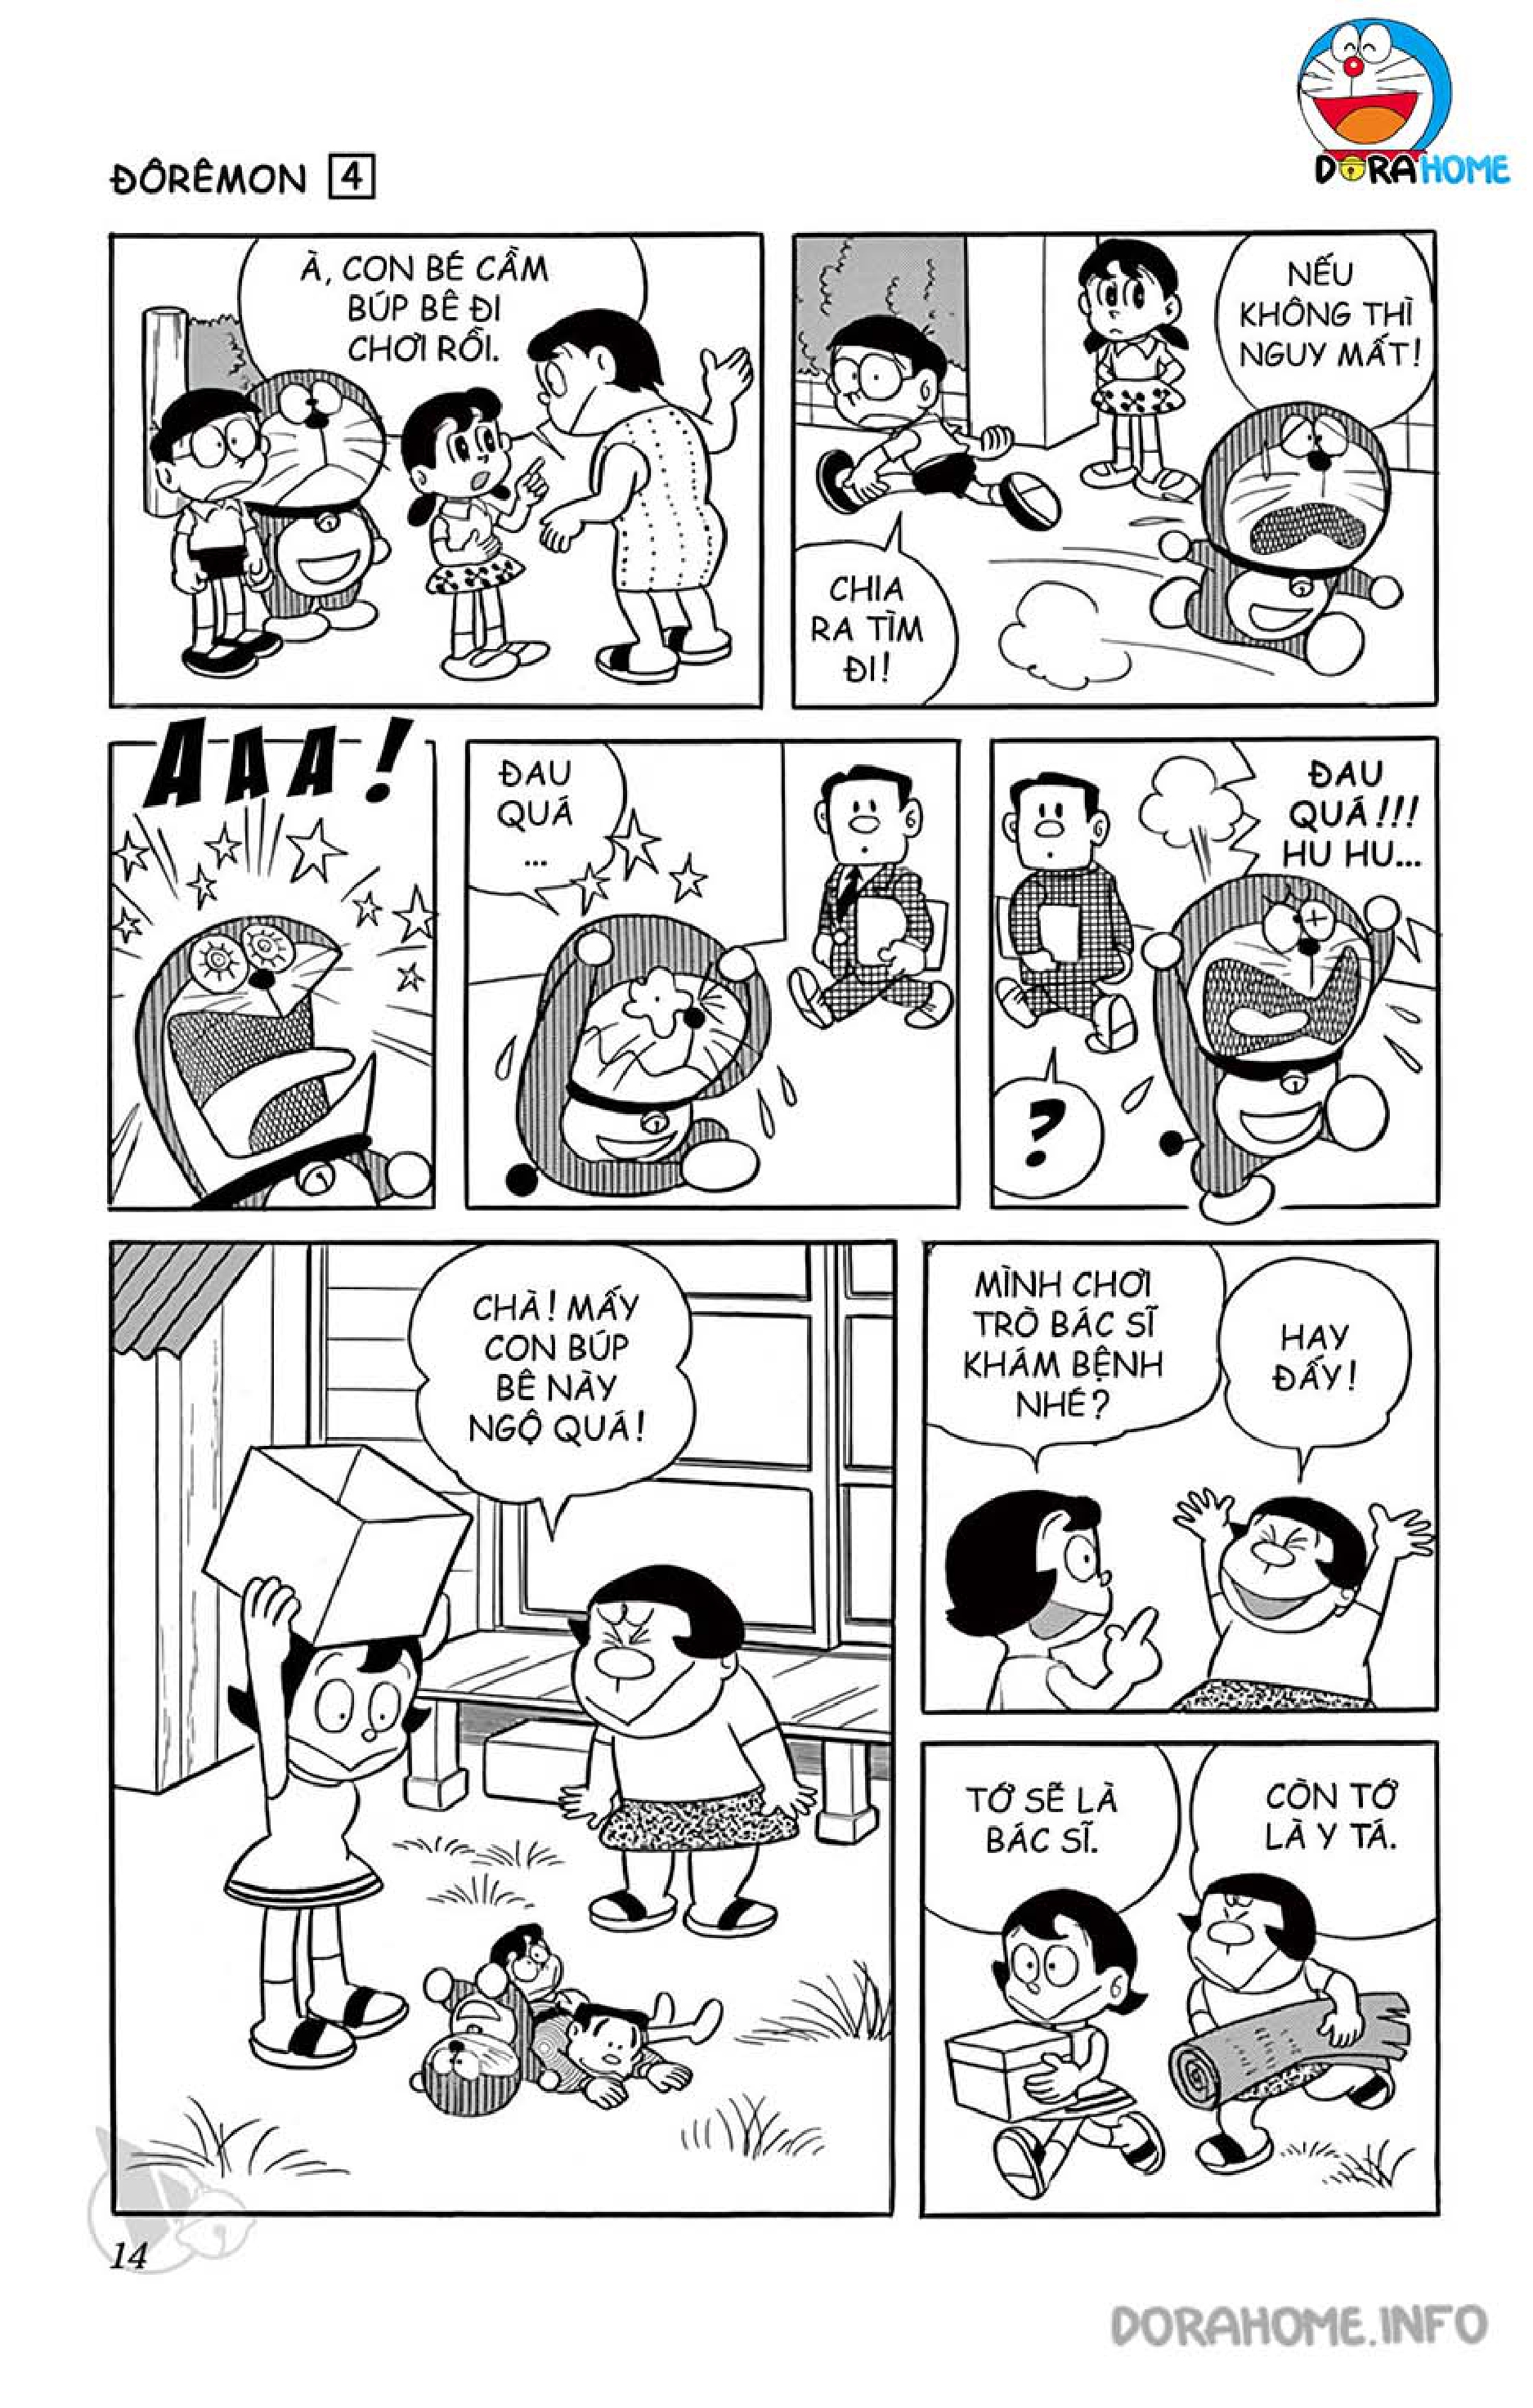 DORAHOME
ĐÔRÊMON 4
À, CON BÉ CẦM
BÚP BÊ ĐI
CHƠI RỒI.
NẾU
KHÔNG THÌ
NGUY MẤT!
CHIA
RA TÌM
ĐI!
AAA!
ĐAU
QUÁ
...
ĐAU
QUÁ!!!
HU HU...
?
CHÀ! MẤY
CON BÚP
BÊ NÀY
NGỘ QUÁ!
MÌNH CHƠI
TRÒ BÁC SĨ
KHÁM BỆNH
NHÉ?
HAY
ĐẤY!
TỚ SẼ LÀ
BÁC SĨ.
CÒN TỚ
LÀ Y TÁ.
14
DORAHOME.INFO